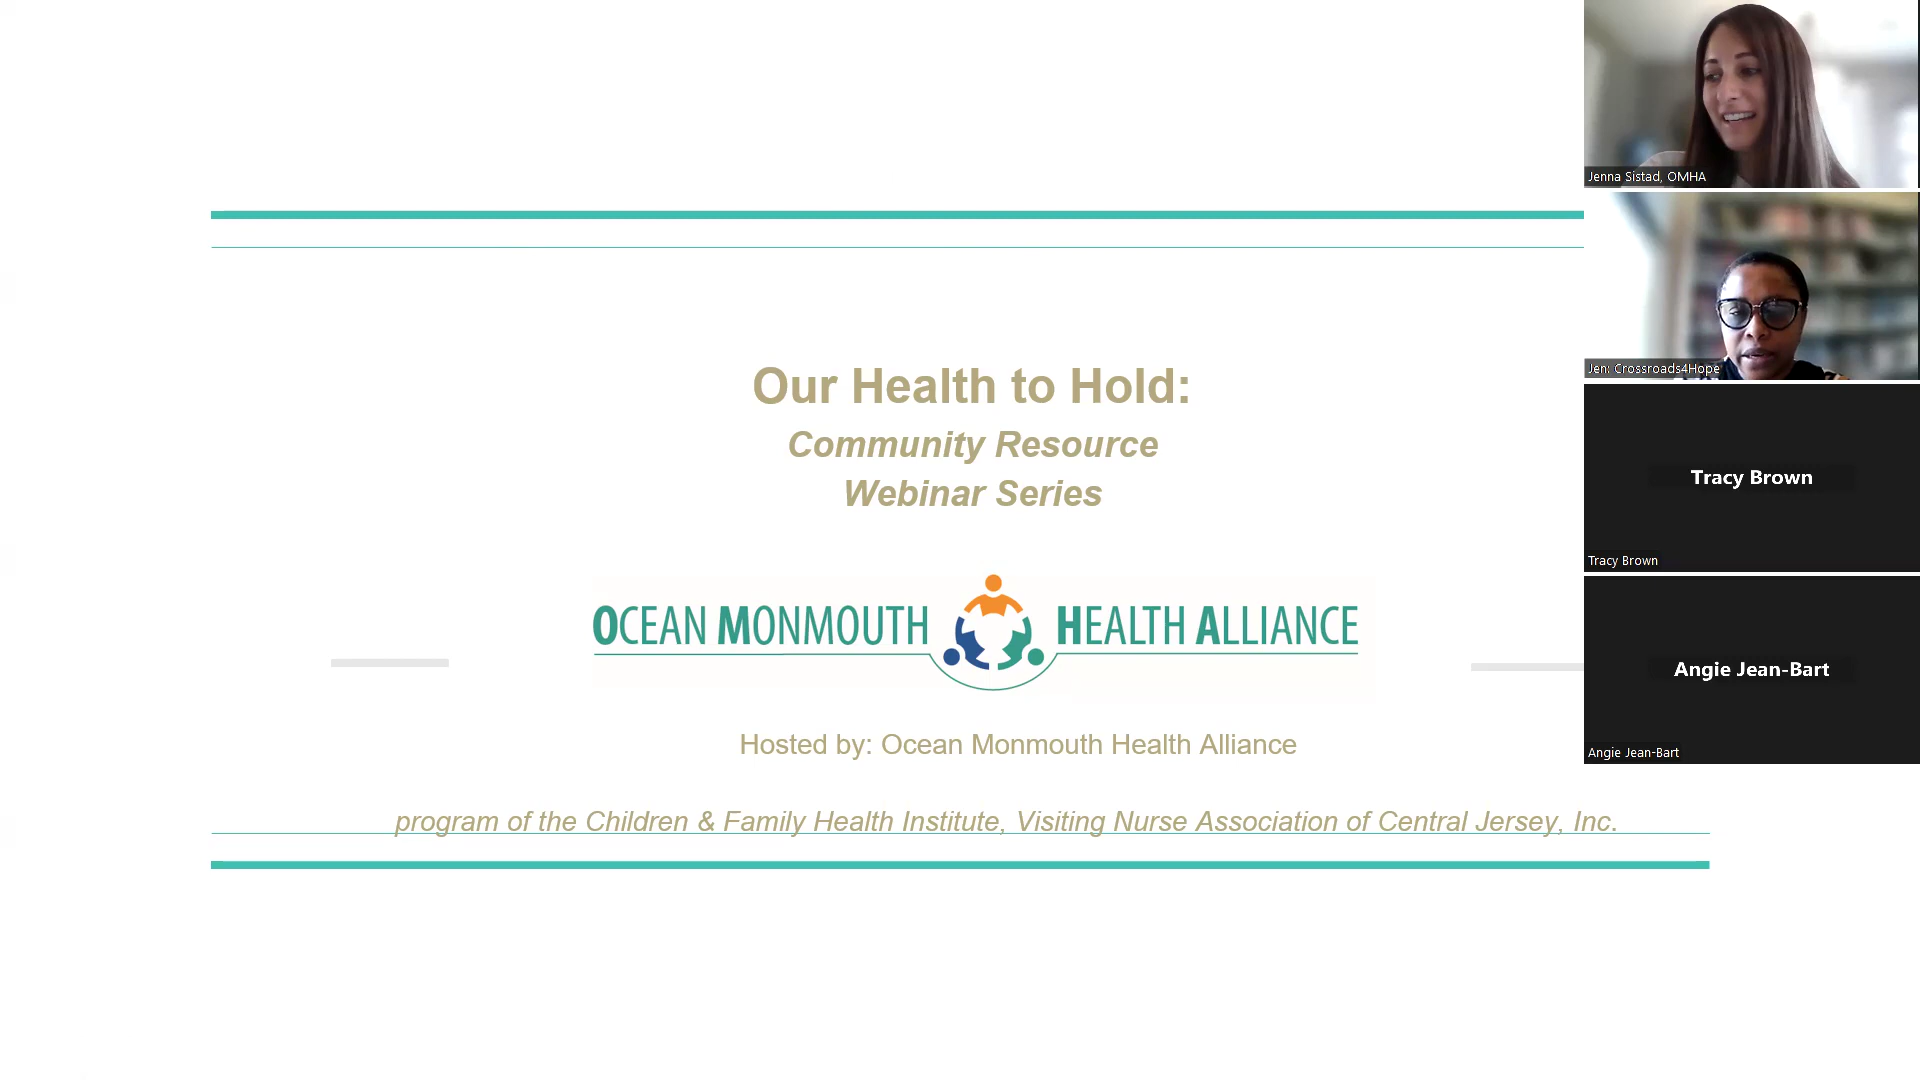 Our Health to Hold:
Community Resource
Webinar Series
OCEAN MONMOUTH HEALTH ALLIANCE
Hosted by: Ocean Monmouth Health Alliance
program of the Children & Family Health Institute, Visiting Nurse Association of Central Jersey, Inc.
Jenna Sistad, OMHA
Jen: Crossroads4Hope
Tracy Brown
Tracy Brown
Angie Jean-Bart
Angie Jean-Bart